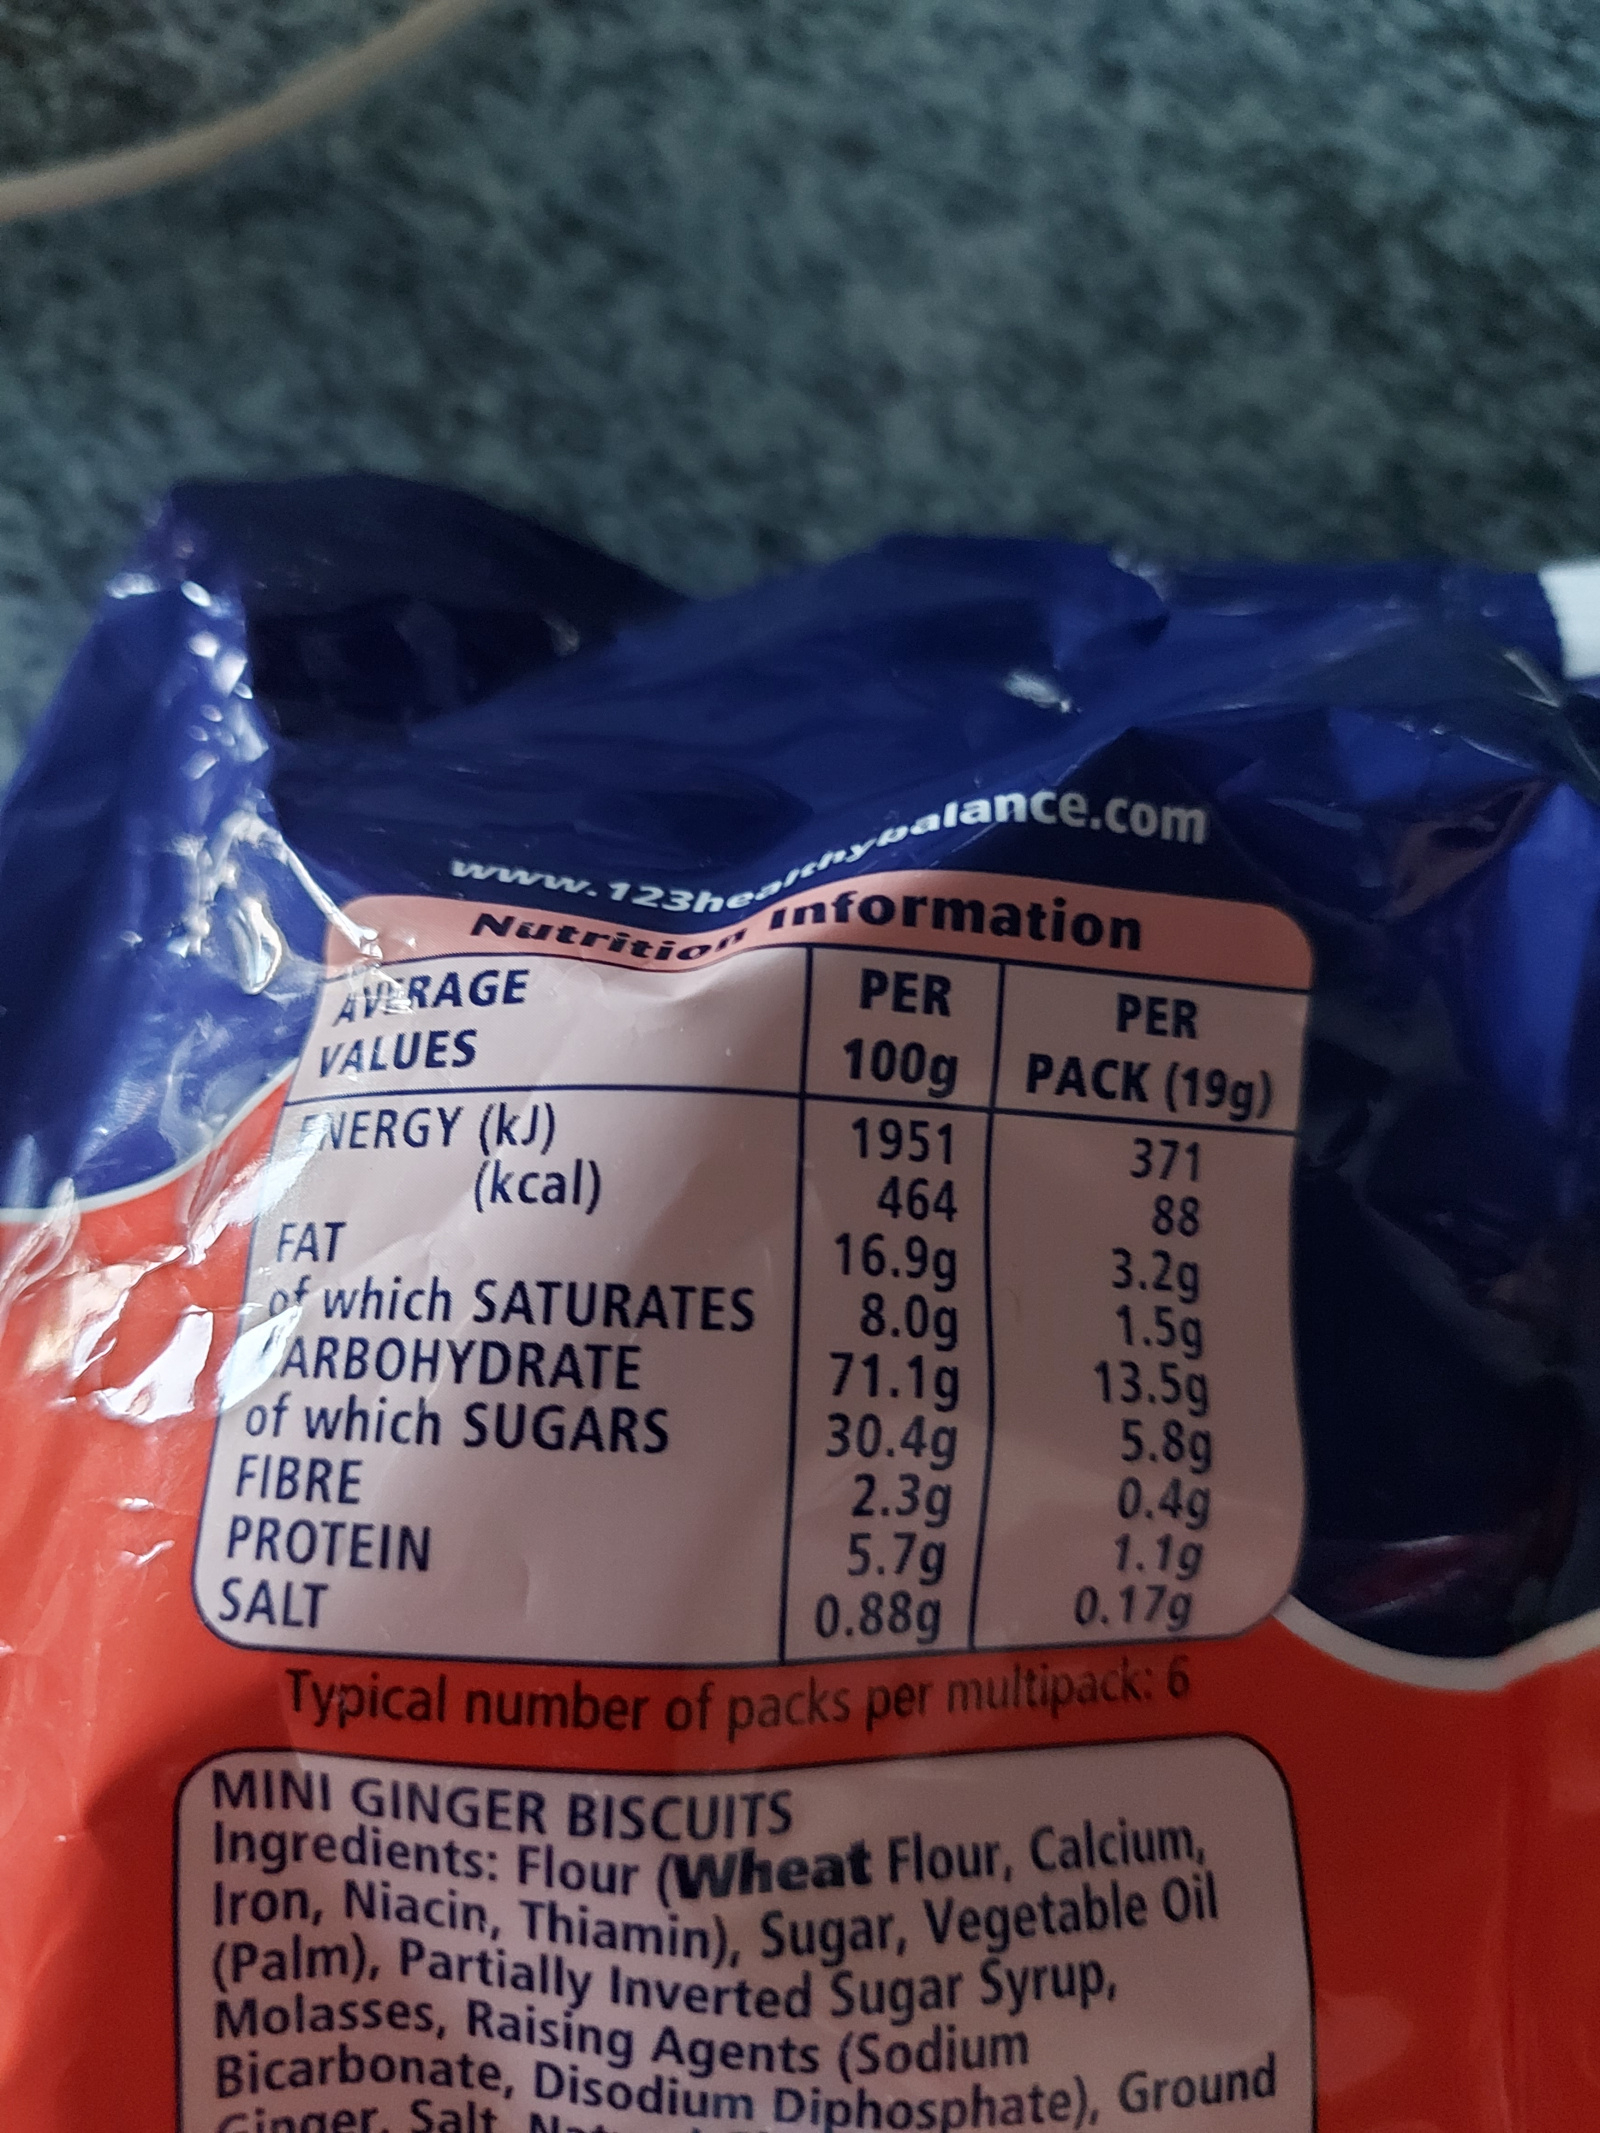 www.123healthybalance.com
Nutrition Information
AVERAGE VALUES PER 100g PER PACK (19g)
ENERGY (kJ) 1951 371
(kcal) 464 88
FAT 16.9g 3.2g
of which SATURATES 8.0g 1.5g
CARBOHYDRATE 71.1g 13.5g
of which SUGARS 30.4g 5.8g
FIBRE 2.3g 0.4g
PROTEIN 5.7g 1.1g
SALT 0.88g 0.17g
Typical number of packs per multipack: 6
MINI GINGER BISCUITS
Ingredients: Flour (Wheat Flour, Calcium,
Iron, Niacin, Thiamin), Sugar, Vegetable Oil
(Palm), Partially Inverted Sugar Syrup,
Molasses, Raising Agents (Sodium
Bicarbonate, Disodium Diphosphate), Ground
Ginger, Salt,